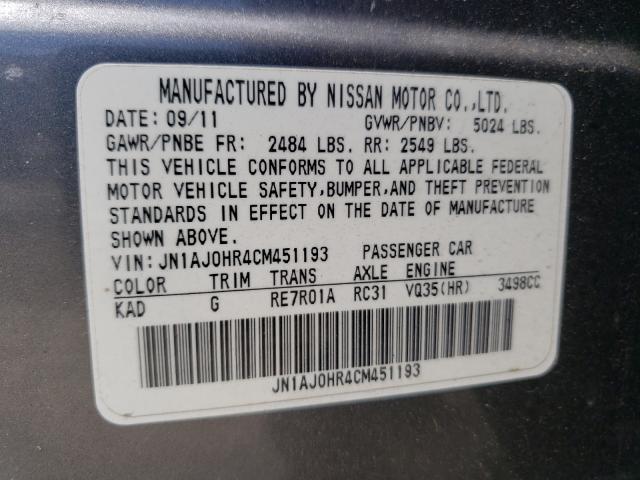 MANUFACTURED BY NISSAN MOTOR CO.,LTD.
DATE: 09/11 GVWR/PNBV: 5024 LBS.
GAWR/PNBE FR: 2484 LBS. RR: 2549 LBS.
THIS VEHICLE CONFORMS TO ALL APPLICABLE FEDERAL
MOTOR VEHICLE SAFETY,BUMPER,AND THEFT PREVENTION
STANDARDS IN EFFECT ON THE DATE OF MANUFACTURE
SHOWN ABOVE.
VIN:JN1AJ0HR4CM451193 PASSENGER CAR
COLOR TRIM TRANS AXLE ENGINE
KAD G RE7R01A RC31 VQ35(HR) 3498CC
JN1AJ0HR4CM451193